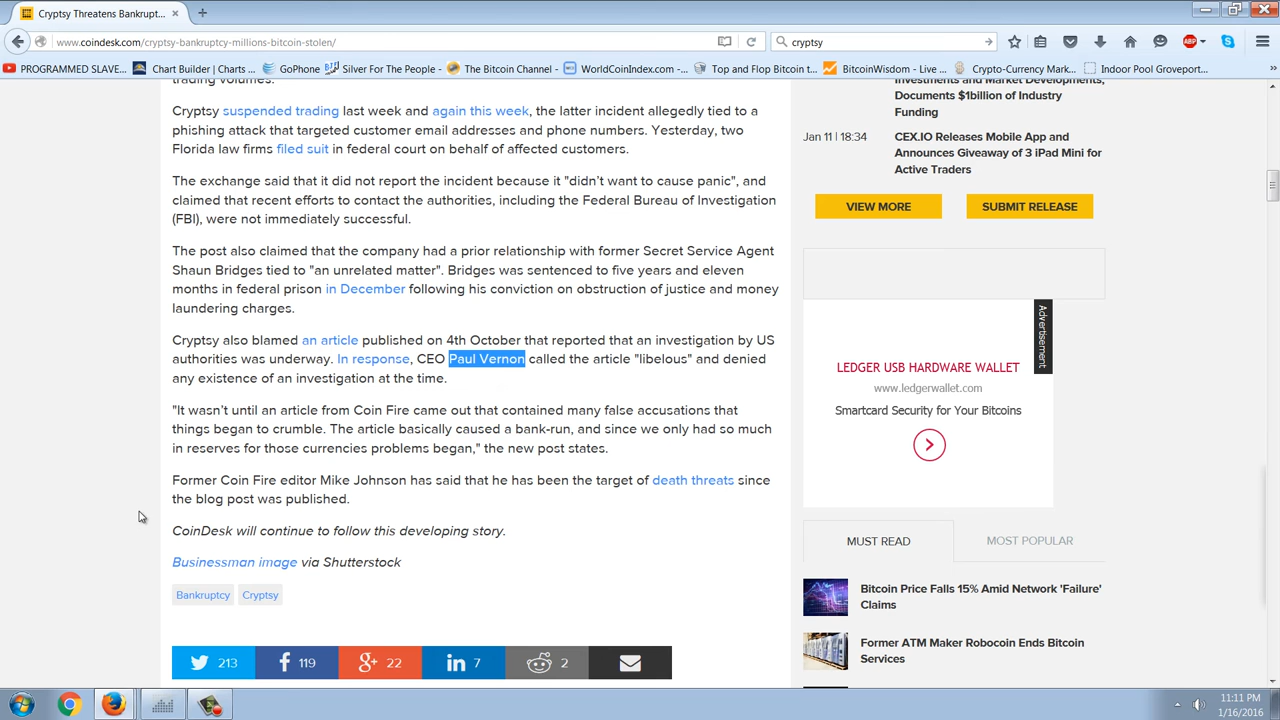 Cryptsy Threatens Bankrupt... ×
www.coindesk.com/cryptsy-bankruptcy-millions-bitcoin-stolen/
cryptsy
ABP
PROGRAMMED SLAVE...
Chart Builder | Charts ...
GoPhone
Silver For The People - ...
The Bitcoin Channel - ...
WorldCoinIndex.com - ...
Top and Flop Bitcoin t...
BitcoinWisdom - Live ...
Crypto-Currency Mark...
Indoor Pool Groveport...
trading volumes.
Cryptsy suspended trading last week and again this week, the latter incident allegedly tied to a
phishing attack that targeted customer email addresses and phone numbers. Yesterday, two
Florida law firms filed suit in federal court on behalf of affected customers.
The exchange said that it did not report the incident because it "didn't want to cause panic", and
claimed that recent efforts to contact the authorities, including the Federal Bureau of Investigation
(FBI), were not immediately successful.
The post also claimed that the company had a prior relationship with former Secret Service Agent
Shaun Bridges tied to "an unrelated matter". Bridges was sentenced to five years and eleven
months in federal prison in December following his conviction on obstruction of justice and money
laundering charges.
Cryptsy also blamed an article published on 4th October that reported that an investigation by US
authorities was underway. In response, CEO Paul Vernon called the article "libelous" and denied
any existence of an investigation at the time.
"It wasn't until an article from Coin Fire came out that contained many false accusations that
things began to crumble. The article basically caused a bank-run, and since we only had so much
in reserves for those currencies problems began," the new post states.
Former Coin Fire editor Mike Johnson has said that he has been the target of death threats since
the blog post was published.
CoinDesk will continue to follow this developing story.
Businessman image via Shutterstock
Bankruptcy Cryptsy
213 119 22 7 2
Investments and Market Developments,
Documents $1billion of Industry
Funding
Jan 11 | 18:34 CEX.IO Releases Mobile App and
Announces Giveaway of 3 iPad Mini for
Active Traders
VIEW MORE SUBMIT RELEASE
Advertisement
LEDGER USB HARDWARE WALLET
www.ledgerwallet.com
Smartcard Security for Your Bitcoins
MUST READ MOST POPULAR
Bitcoin Price Falls 15% Amid Network 'Failure'
Claims
Former ATM Maker Robocoin Ends Bitcoin
Services
11:11 PM
1/16/2016